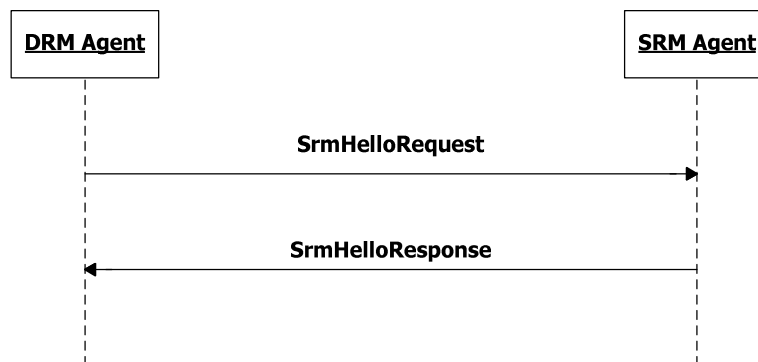 DRM Agent
SRM Agent
SrmHelloRequest
SrmHelloResponse